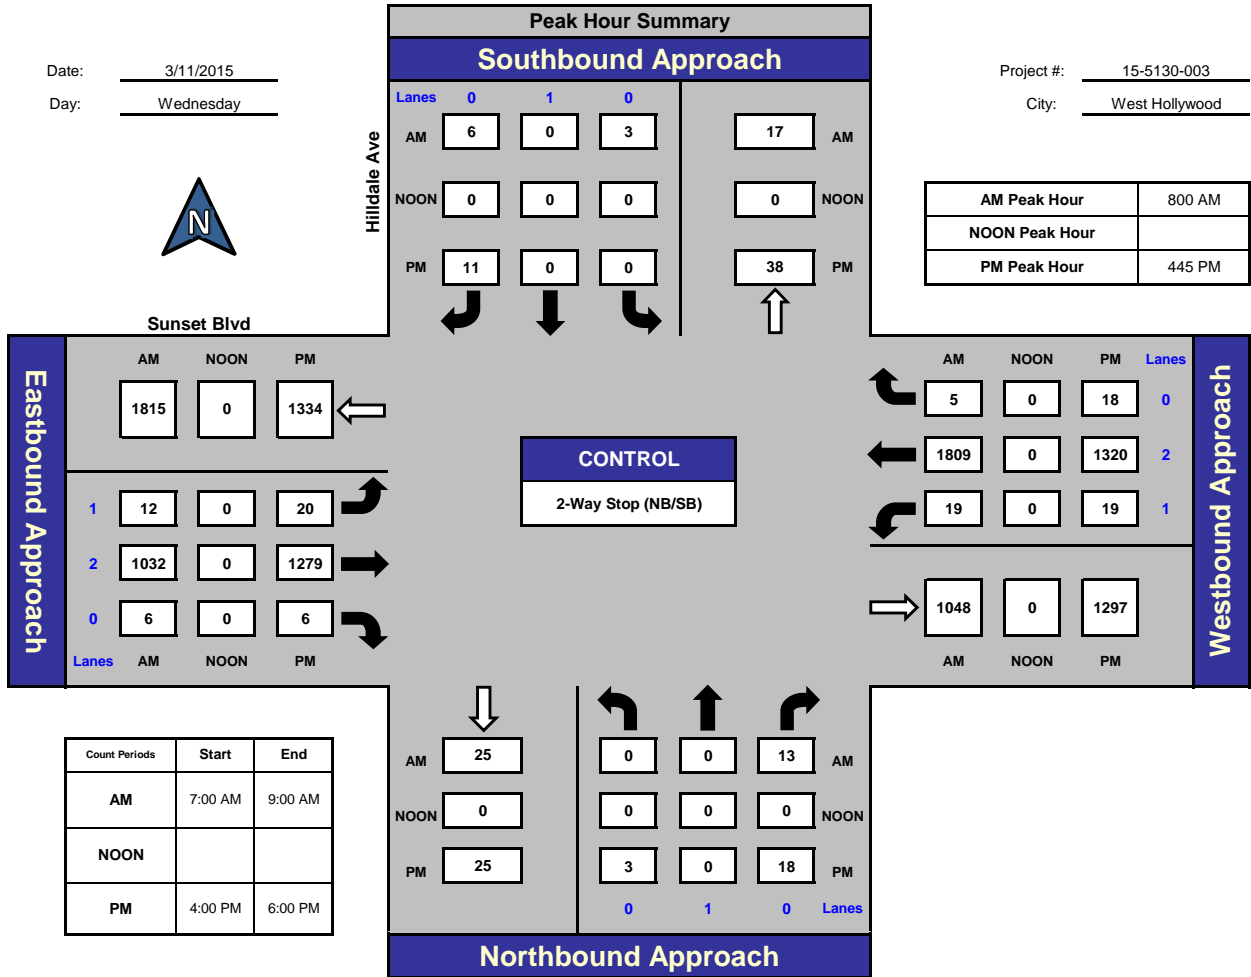 Peak Hour Summary
Southbound Approach
Date: 3/11/2015
Day: Wednesday
Project #: 15-5130-003
City: West Hollywood
N
Hilldale Ave
Lanes 0 1 0
AM 6 0 3 17 AM
NOON 0 0 0 0 NOON
PM 11 0 0 38 PM
AM Peak Hour 800 AM
NOON Peak Hour
PM Peak Hour 445 PM
Sunset Blvd
Eastbound Approach
AM NOON PM
1815 0 1334
1 12 0 20
2 1032 0 1279
0 6 0 6
Lanes AM NOON PM
CONTROL
2-Way Stop (NB/SB)
AM NOON PM Lanes
5 0 18 0
1809 0 1320 2
19 0 19 1
1048 0 1297
AM NOON PM
Westbound Approach
Count Periods Start End
AM 7:00 AM 9:00 AM
NOON
PM 4:00 PM 6:00 PM
AM 25 0 0 13 AM
NOON 0 0 0 0 NOON
PM 25 3 0 18 PM
0 1 0 Lanes
Northbound Approach